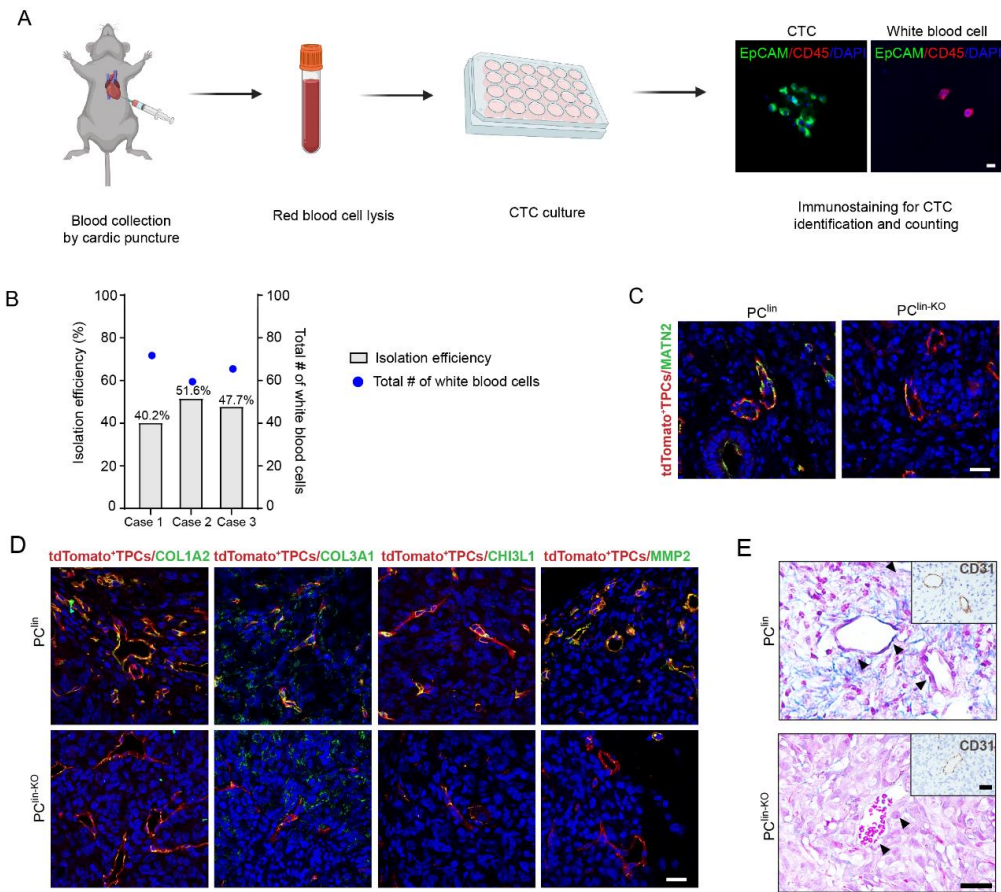 A
CTC
White blood cell
EpCAM/CD45/DAPI
EpCAM/CD45/DAPI
Blood collection
by cardic puncture
Red blood cell lysis
CTC culture
Immunostaining for CTC
identification and counting
B
Isolation efficiency (%)
100
80
60
40
20
0
40.2%
51.6%
47.7%
Case 1
Case 2
Case 3
100
80
60
40
20
0
Total # of white blood cells
Isolation efficiency
Total # of white blood cells
C
PClin
PClin-KO
tdTomato+TPCs/MATN2
D
tdTomato+TPCs/COL1A2
tdTomato+TPCs/COL3A1
tdTomato+TPCs/CHI3L1
tdTomato+TPCs/MMP2
PClin
PClin-KO
E
PClin
CD31
PClin-KO
CD31